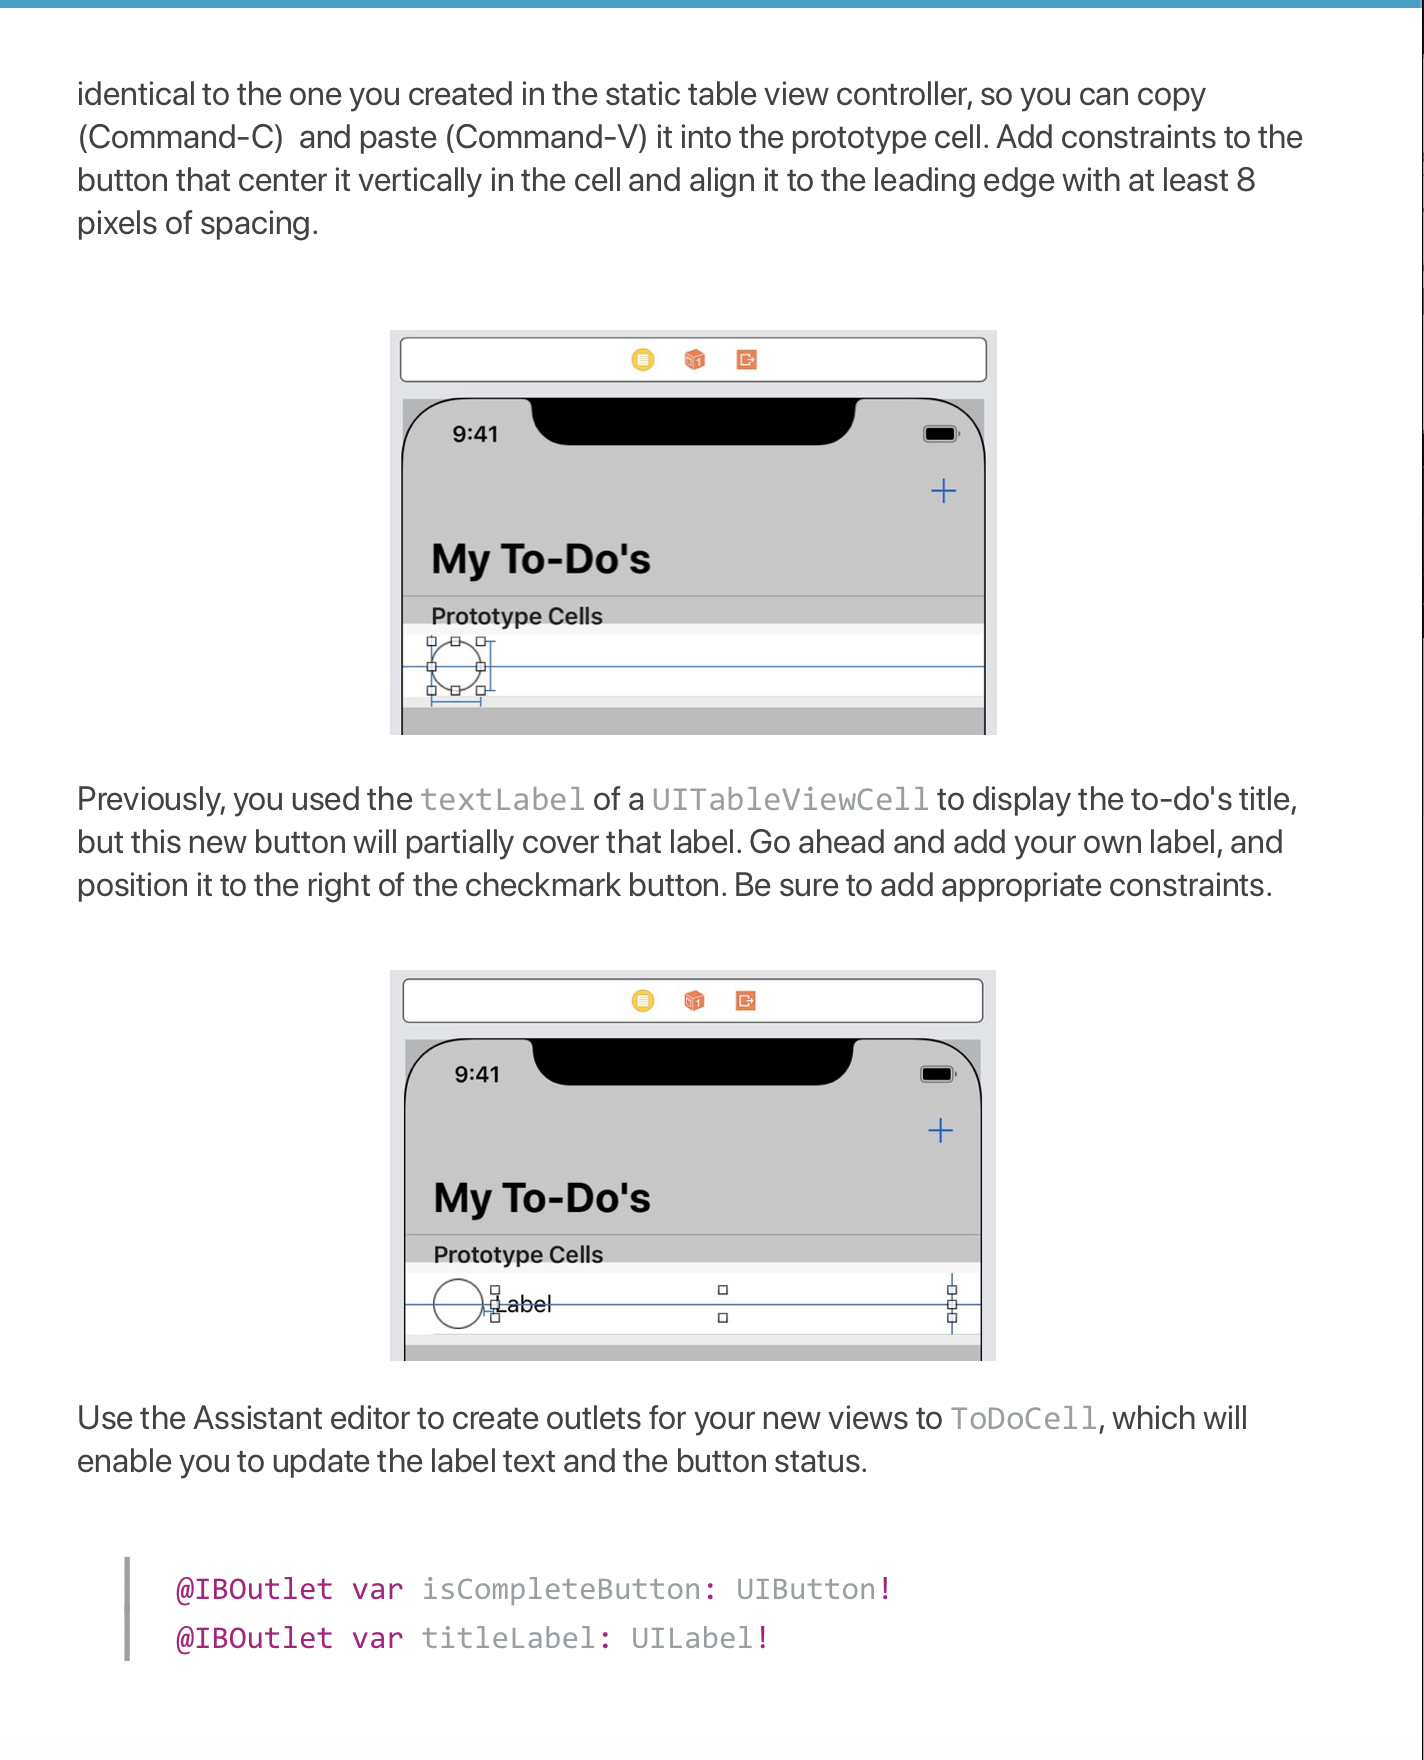 identical to the one you created in the static table view controller, so you can copy
(Command-C)  and paste (Command-V) it into the prototype cell. Add constraints to the
button that center it vertically in the cell and align it to the leading edge with at least 8
pixels of spacing.
9:41
My To-Do's
Prototype Cells
Previously, you used the textLabel of a UITableViewCell to display the to-do's title,
but this new button will partially cover that label. Go ahead and add your own label, and
position it to the right of the checkmark button. Be sure to add appropriate constraints.
9:41
My To-Do's
Prototype Cells
Label
Use the Assistant editor to create outlets for your new views to ToDoCell, which will
enable you to update the label text and the button status.
@IBOutlet var isCompleteButton: UIButton!
@IBOutlet var titleLabel: UILabel!